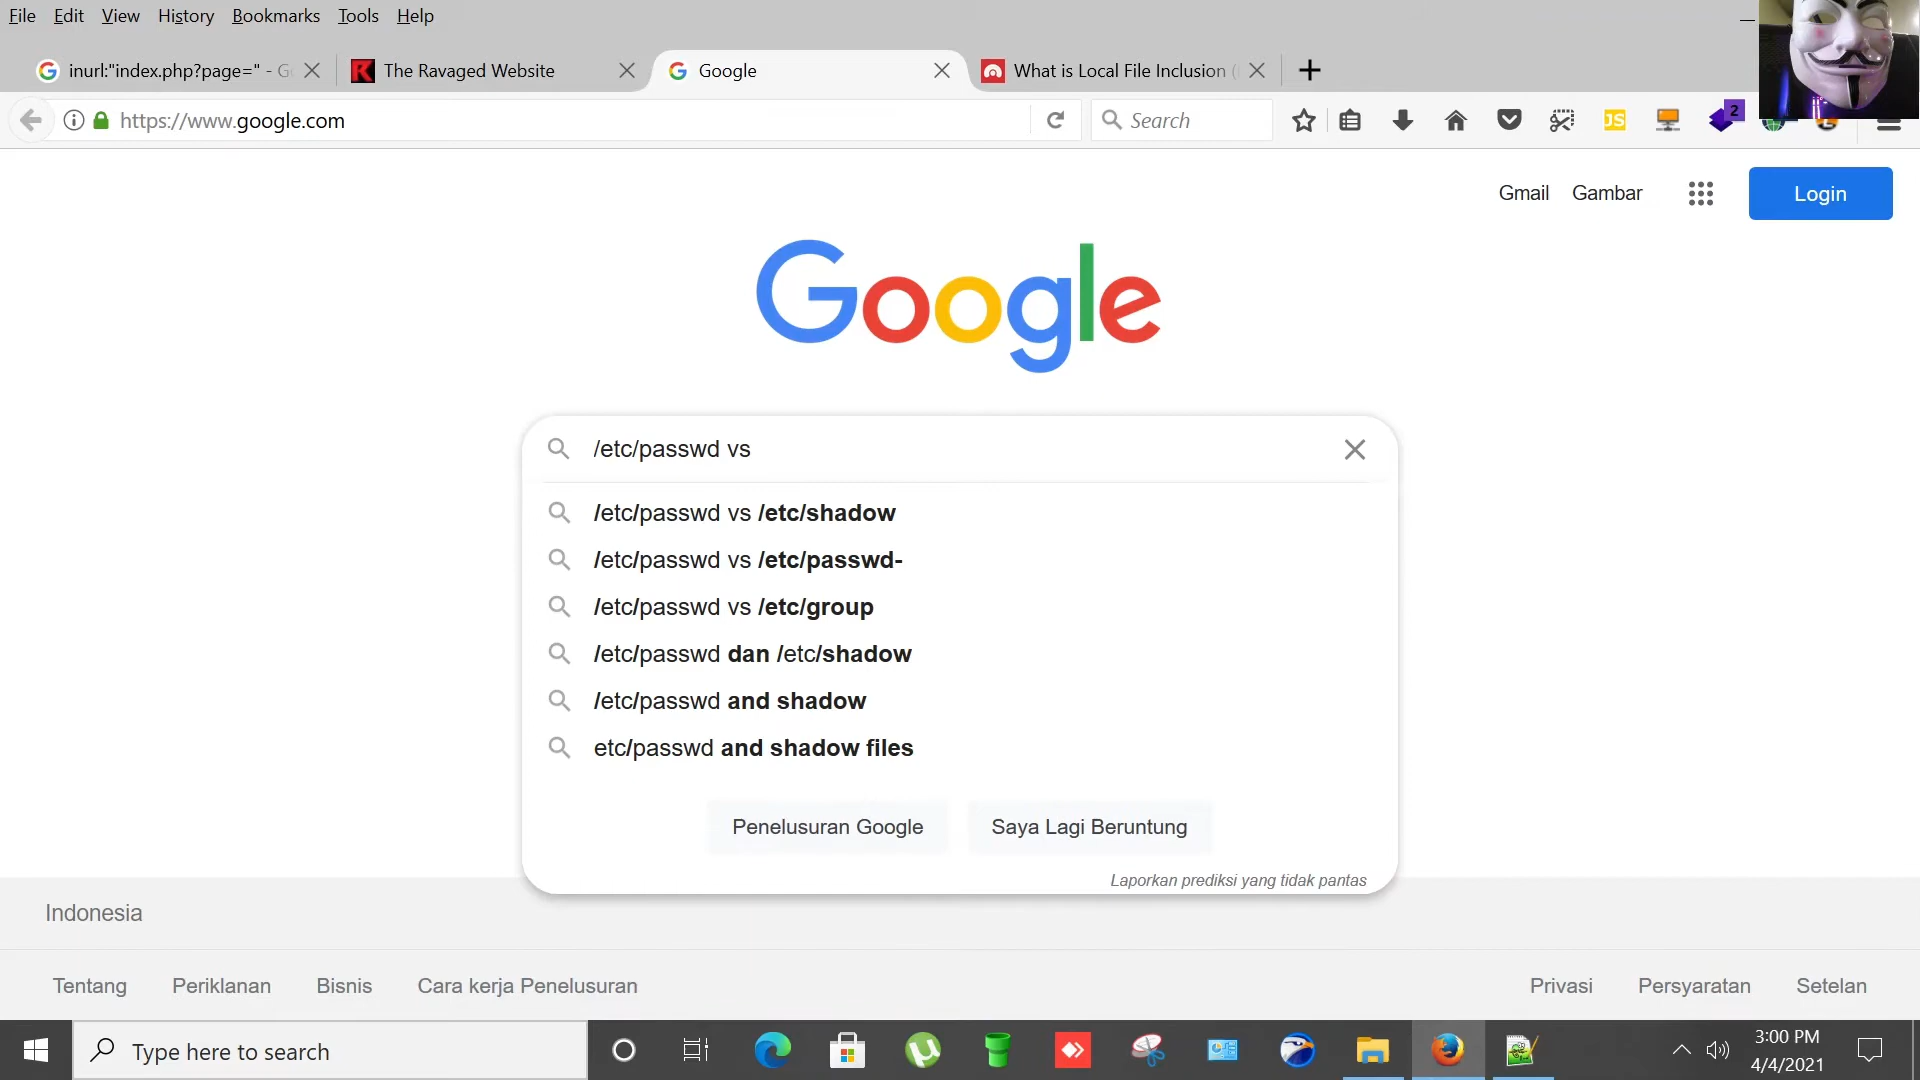 File Edit View History Bookmarks Tools Help
inurl:"index.php?page=" - G
The Ravaged Website
Google
What is Local File Inclusion (
https://www.google.com
Search
JS
2
Gmail Gambar
Login
Google
/etc/passwd vs
/etc/passwd vs /etc/shadow
/etc/passwd vs /etc/passwd-
/etc/passwd vs /etc/group
/etc/passwd dan /etc/shadow
/etc/passwd and shadow
etc/passwd and shadow files
Penelusuran Google Saya Lagi Beruntung
Laporkan prediksi yang tidak pantas
Indonesia
Tentang Periklanan Bisnis Cara kerja Penelusuran Privasi Persyaratan Setelan
Type here to search
3:00 PM
4/4/2021